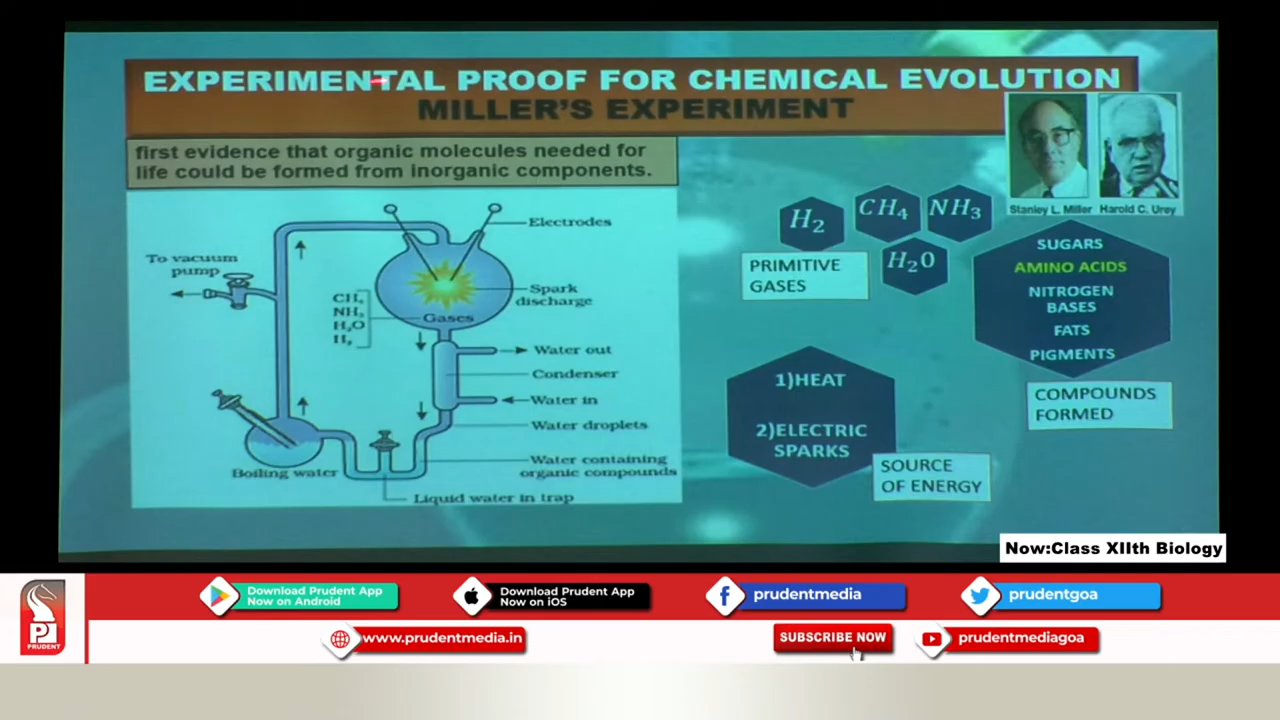 EXPERIMENTAL PROOF FOR CHEMICAL EVOLUTION
MILLER'S EXPERIMENT
first evidence that organic molecules needed for
life could be formed from inorganic components.
Stanley L. Miller
Harold C. Urey
Electrodes
To vacuum
pump
Spark
discharge
CH₄
NH₃
H₂O
H₂
Gases
Water out
Condenser
Water in
Water droplets
Water containing
organic compounds
Boiling water
Liquid water in trap
H₂
CH₄
NH₃
H₂O
PRIMITIVE
GASES
SUGARS
AMINO ACIDS
NITROGEN
BASES
FATS
PIGMENTS
COMPOUNDS
FORMED
1)HEAT
2)ELECTRIC
SPARKS
SOURCE
OF ENERGY
Now:Class XIIth Biology
PRUDENT
Download Prudent App
Now on Android
Download Prudent App
Now on iOS
prudentmedia
prudentgoa
www.prudentmedia.in
SUBSCRIBE NOW
prudentmediagoa